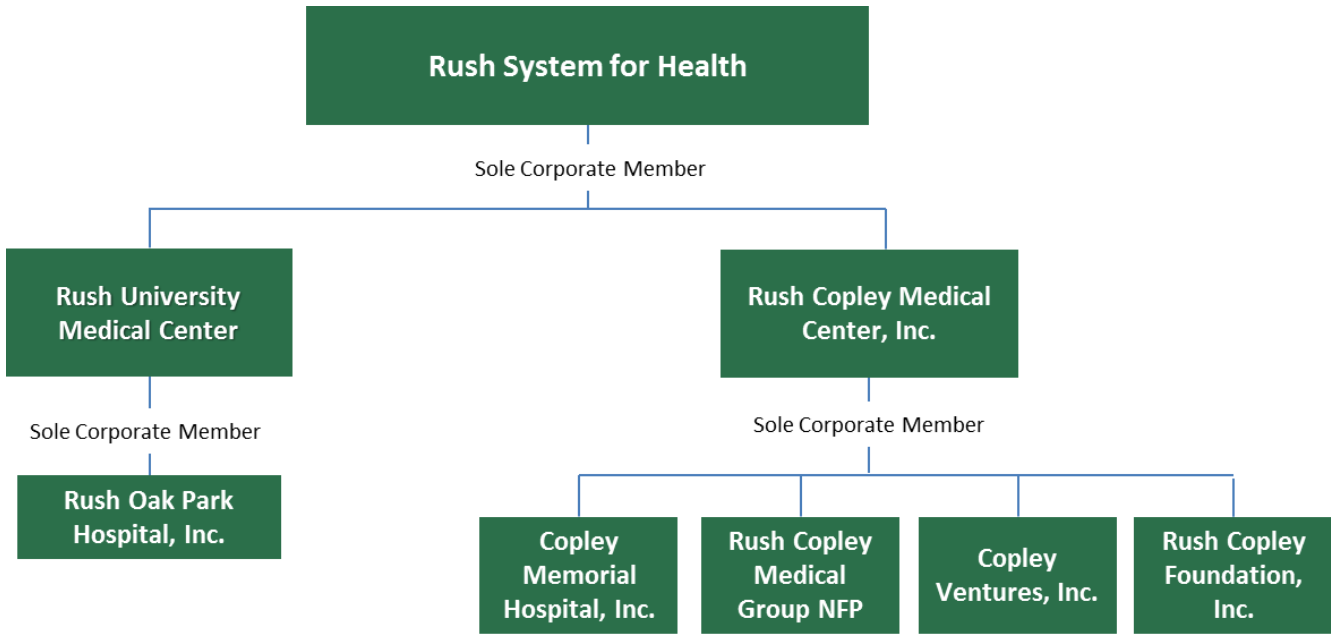 Rush System for Health
Sole Corporate Member
Rush University
Medical Center
Rush Copley Medical
Center, Inc.
Sole Corporate Member
Sole Corporate Member
Rush Oak Park
Hospital, Inc.
Copley
Memorial
Hospital, Inc.
Rush Copley
Medical
Group NFP
Copley
Ventures, Inc.
Rush Copley
Foundation,
Inc.